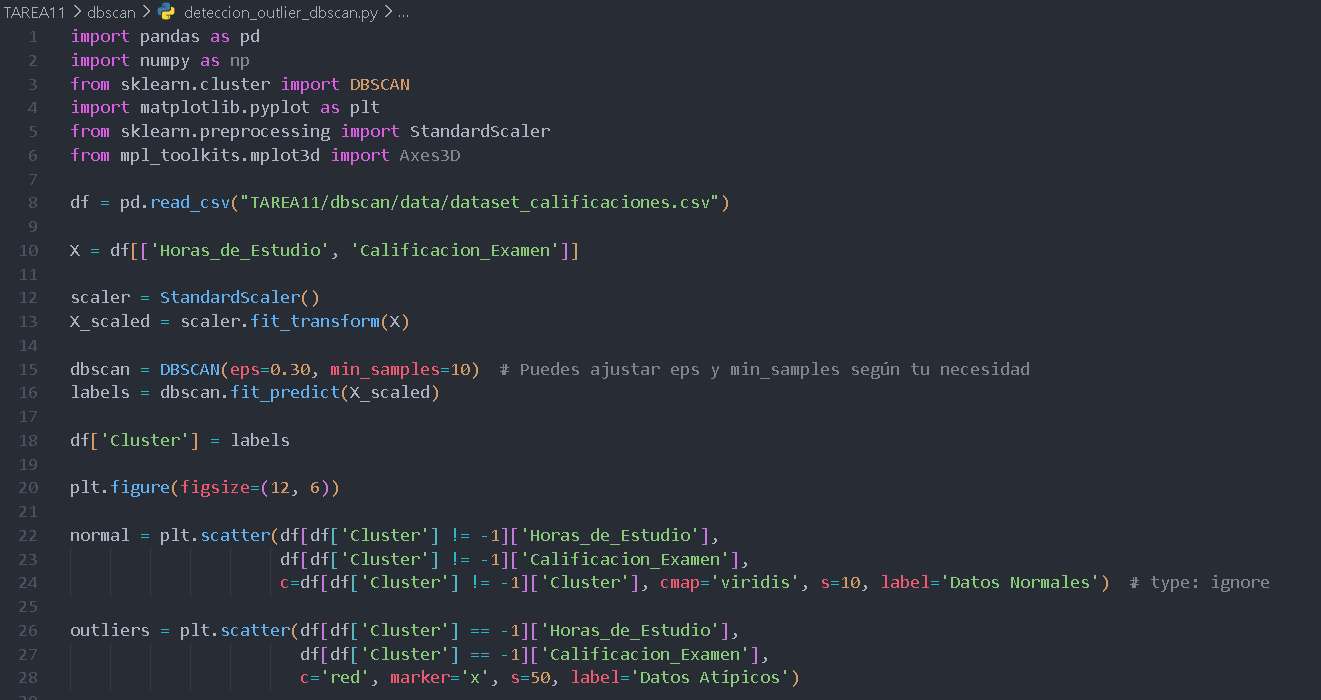 TAREA11 > dbscan > deteccion_outlier_dbscan.py > ...
1 import pandas as pd
2 import numpy as np
3 from sklearn.cluster import DBSCAN
4 import matplotlib.pyplot as plt
5 from sklearn.preprocessing import StandardScaler
6 from mpl_toolkits.mplot3d import Axes3D
7
8 df = pd.read_csv("TAREA11/dbscan/data/dataset_calificaciones.csv")
9
10 X = df[['Horas_de_Estudio', 'Calificacion_Examen']]
11
12 scaler = StandardScaler()
13 X_scaled = scaler.fit_transform(X)
14
15 dbscan = DBSCAN(eps=0.30, min_samples=10)  # Puedes ajustar eps y min_samples según tu necesidad
16 labels = dbscan.fit_predict(X_scaled)
17
18 df['Cluster'] = labels
19
20 plt.figure(figsize=(12, 6))
21
22 normal = plt.scatter(df[df['Cluster'] != -1]['Horas_de_Estudio'],
23                      df[df['Cluster'] != -1]['Calificacion_Examen'],
24                      c=df[df['Cluster'] != -1]['Cluster'], cmap='viridis', s=10, label='Datos Normales')  # type: ignore
25
26 outliers = plt.scatter(df[df['Cluster'] == -1]['Horas_de_Estudio'],
27                        df[df['Cluster'] == -1]['Calificacion_Examen'],
28                        c='red', marker='x', s=50, label='Datos Atípicos')